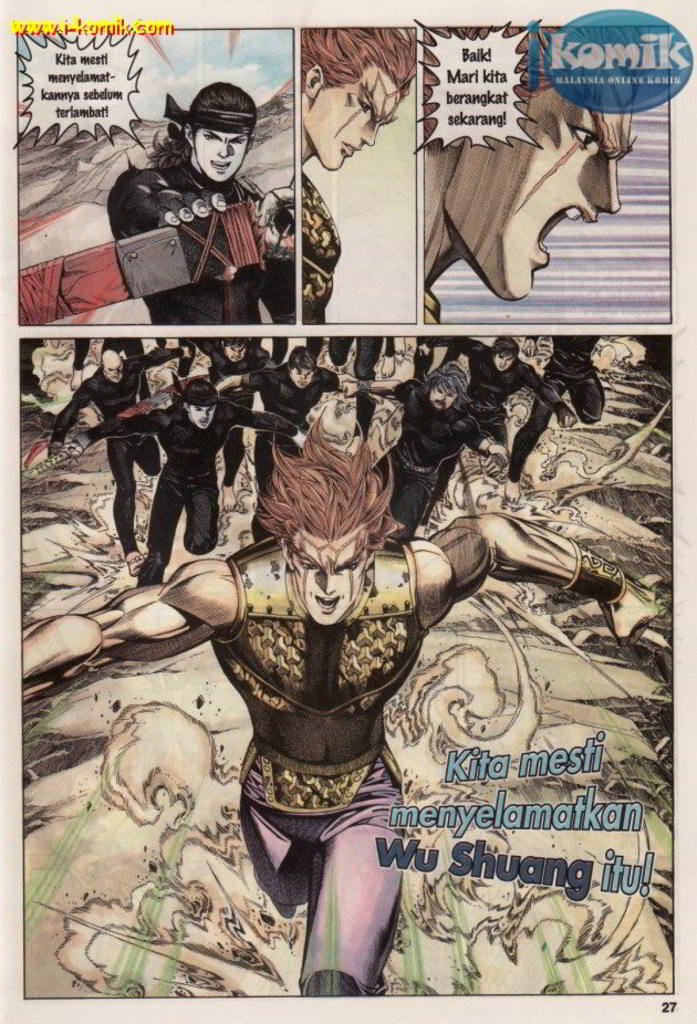 www.i-komik.com
Kita mesti
menyelamat-
kannya sebelum
terlambat!
Baik!
Mari kita
berangkat
sekarang!
ikomik
MALAYSIA ONLINE KOMIK
Kita mesti
menyelamatkan
Wu Shuang itu!
27